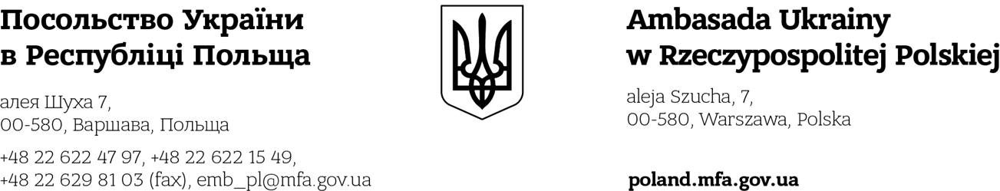 Посольство України
в Республіці Польща
алея Шуха 7,
00-580, Варшава, Польща
+48 22 622 47 97, +48 22 622 15 49,
+48 22 629 81 03 (fax), emb_pl@mfa.gov.ua
Ambasada Ukrainy
w Rzeczypospolitej Polskiej
aleja Szucha, 7,
00-580, Warszawa, Polska
poland.mfa.gov.ua